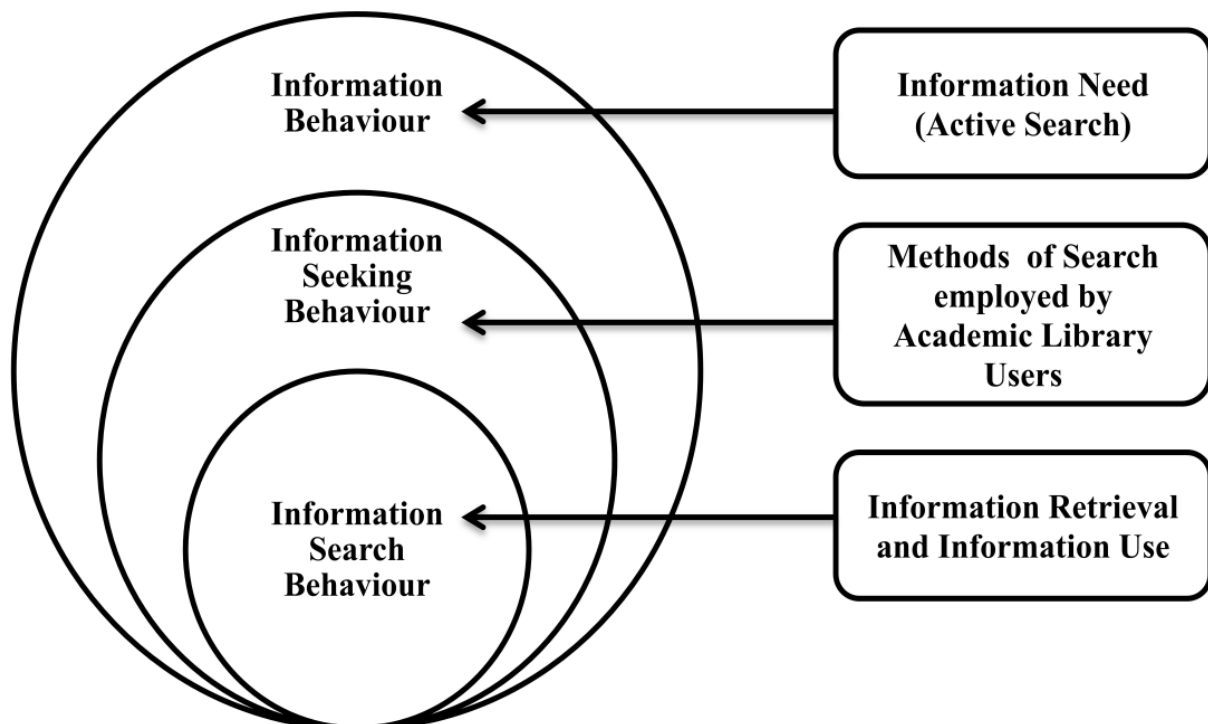 Information
Behaviour
Information Need
(Active Search)
Information
Seeking
Behaviour
Methods of Search
employed by
Academic Library
Users
Information
Search
Behaviour
Information Retrieval
and Information Use